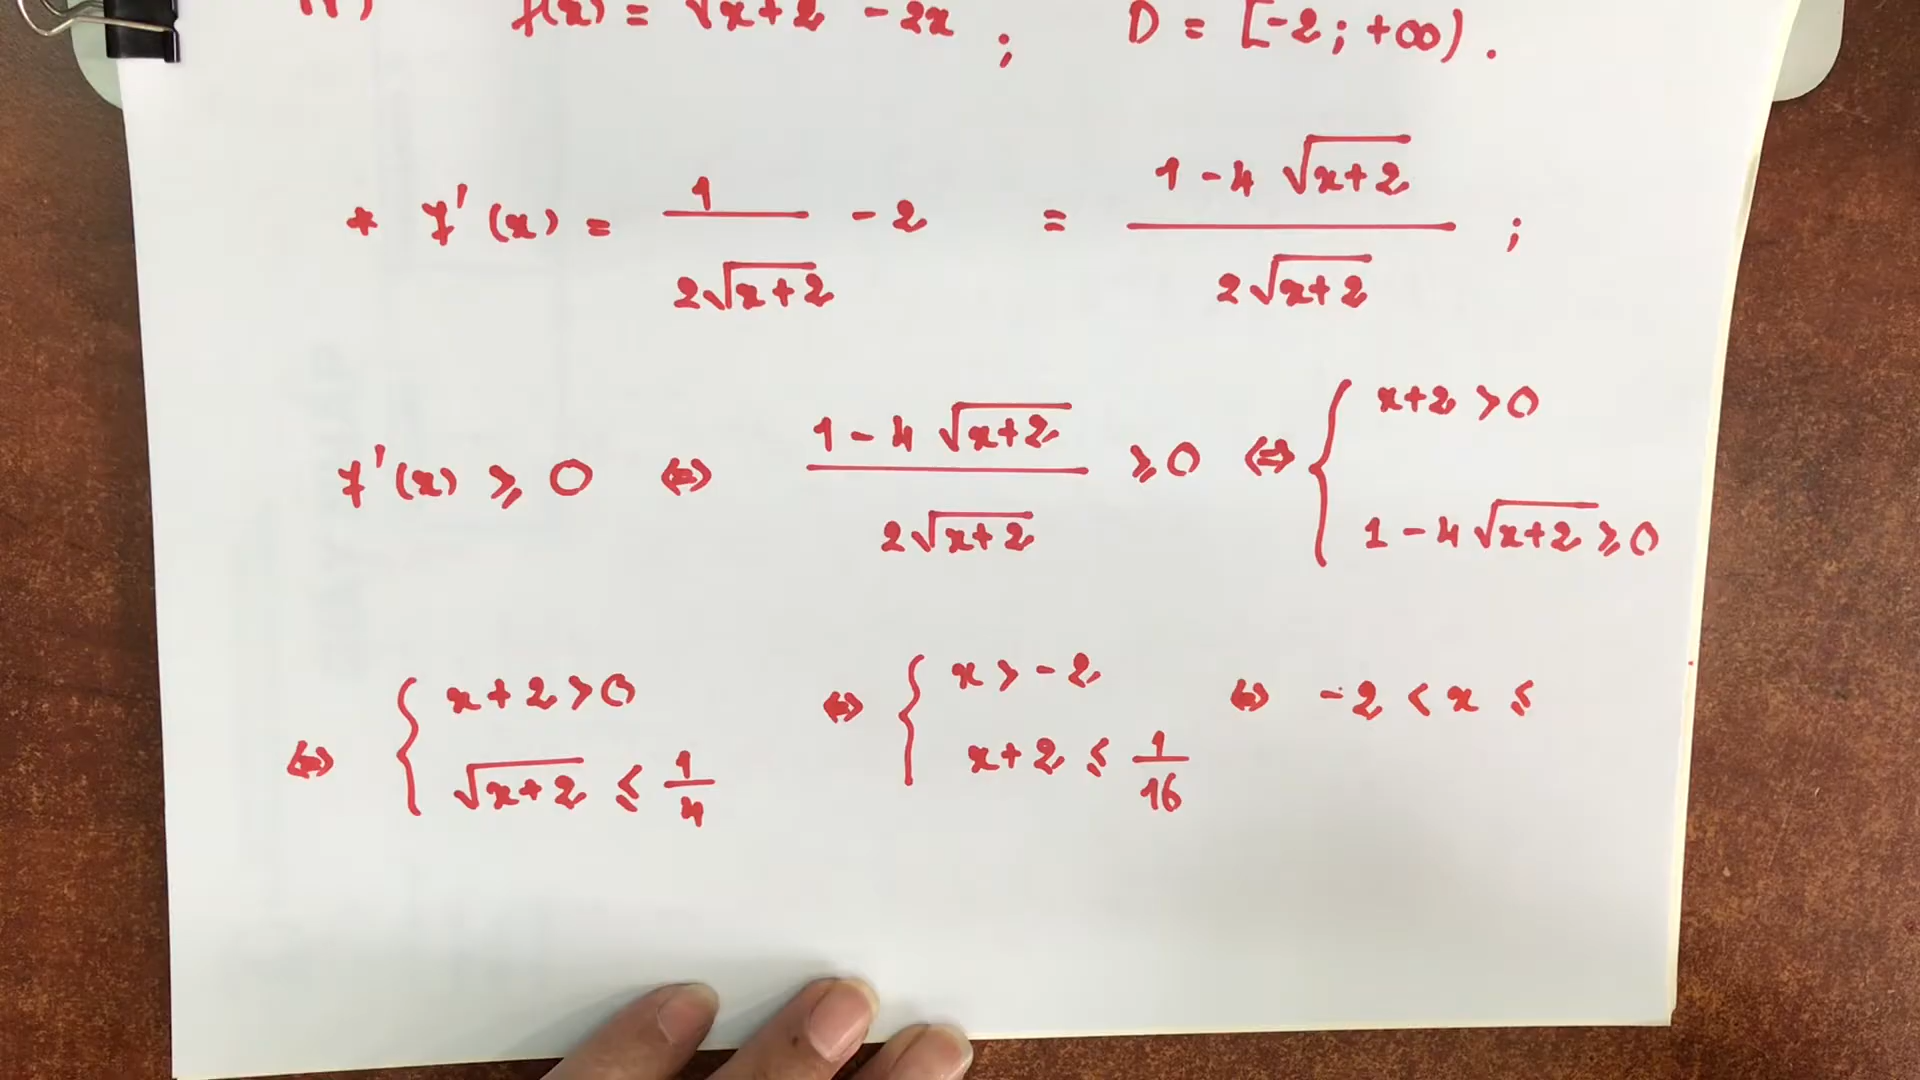 f(x) = √x+2 - 2x ; D = [-2 ; +∞) .
* f'(x) = 1 / 2√x+2 - 2 = 1 - 4√x+2 / 2√x+2 ;
f'(x) ⩾ 0 ⇔ 1 - 4√x+2 / 2√x+2 ⩾ 0 ⇔ { x+2 > 0
1 - 4√x+2 ⩾ 0
⇔ { x + 2 > 0
√x+2 ⩽ 1/4
⇔ { x > -2
x+2 ⩽ 1/16
⇔ -2 < x ⩽